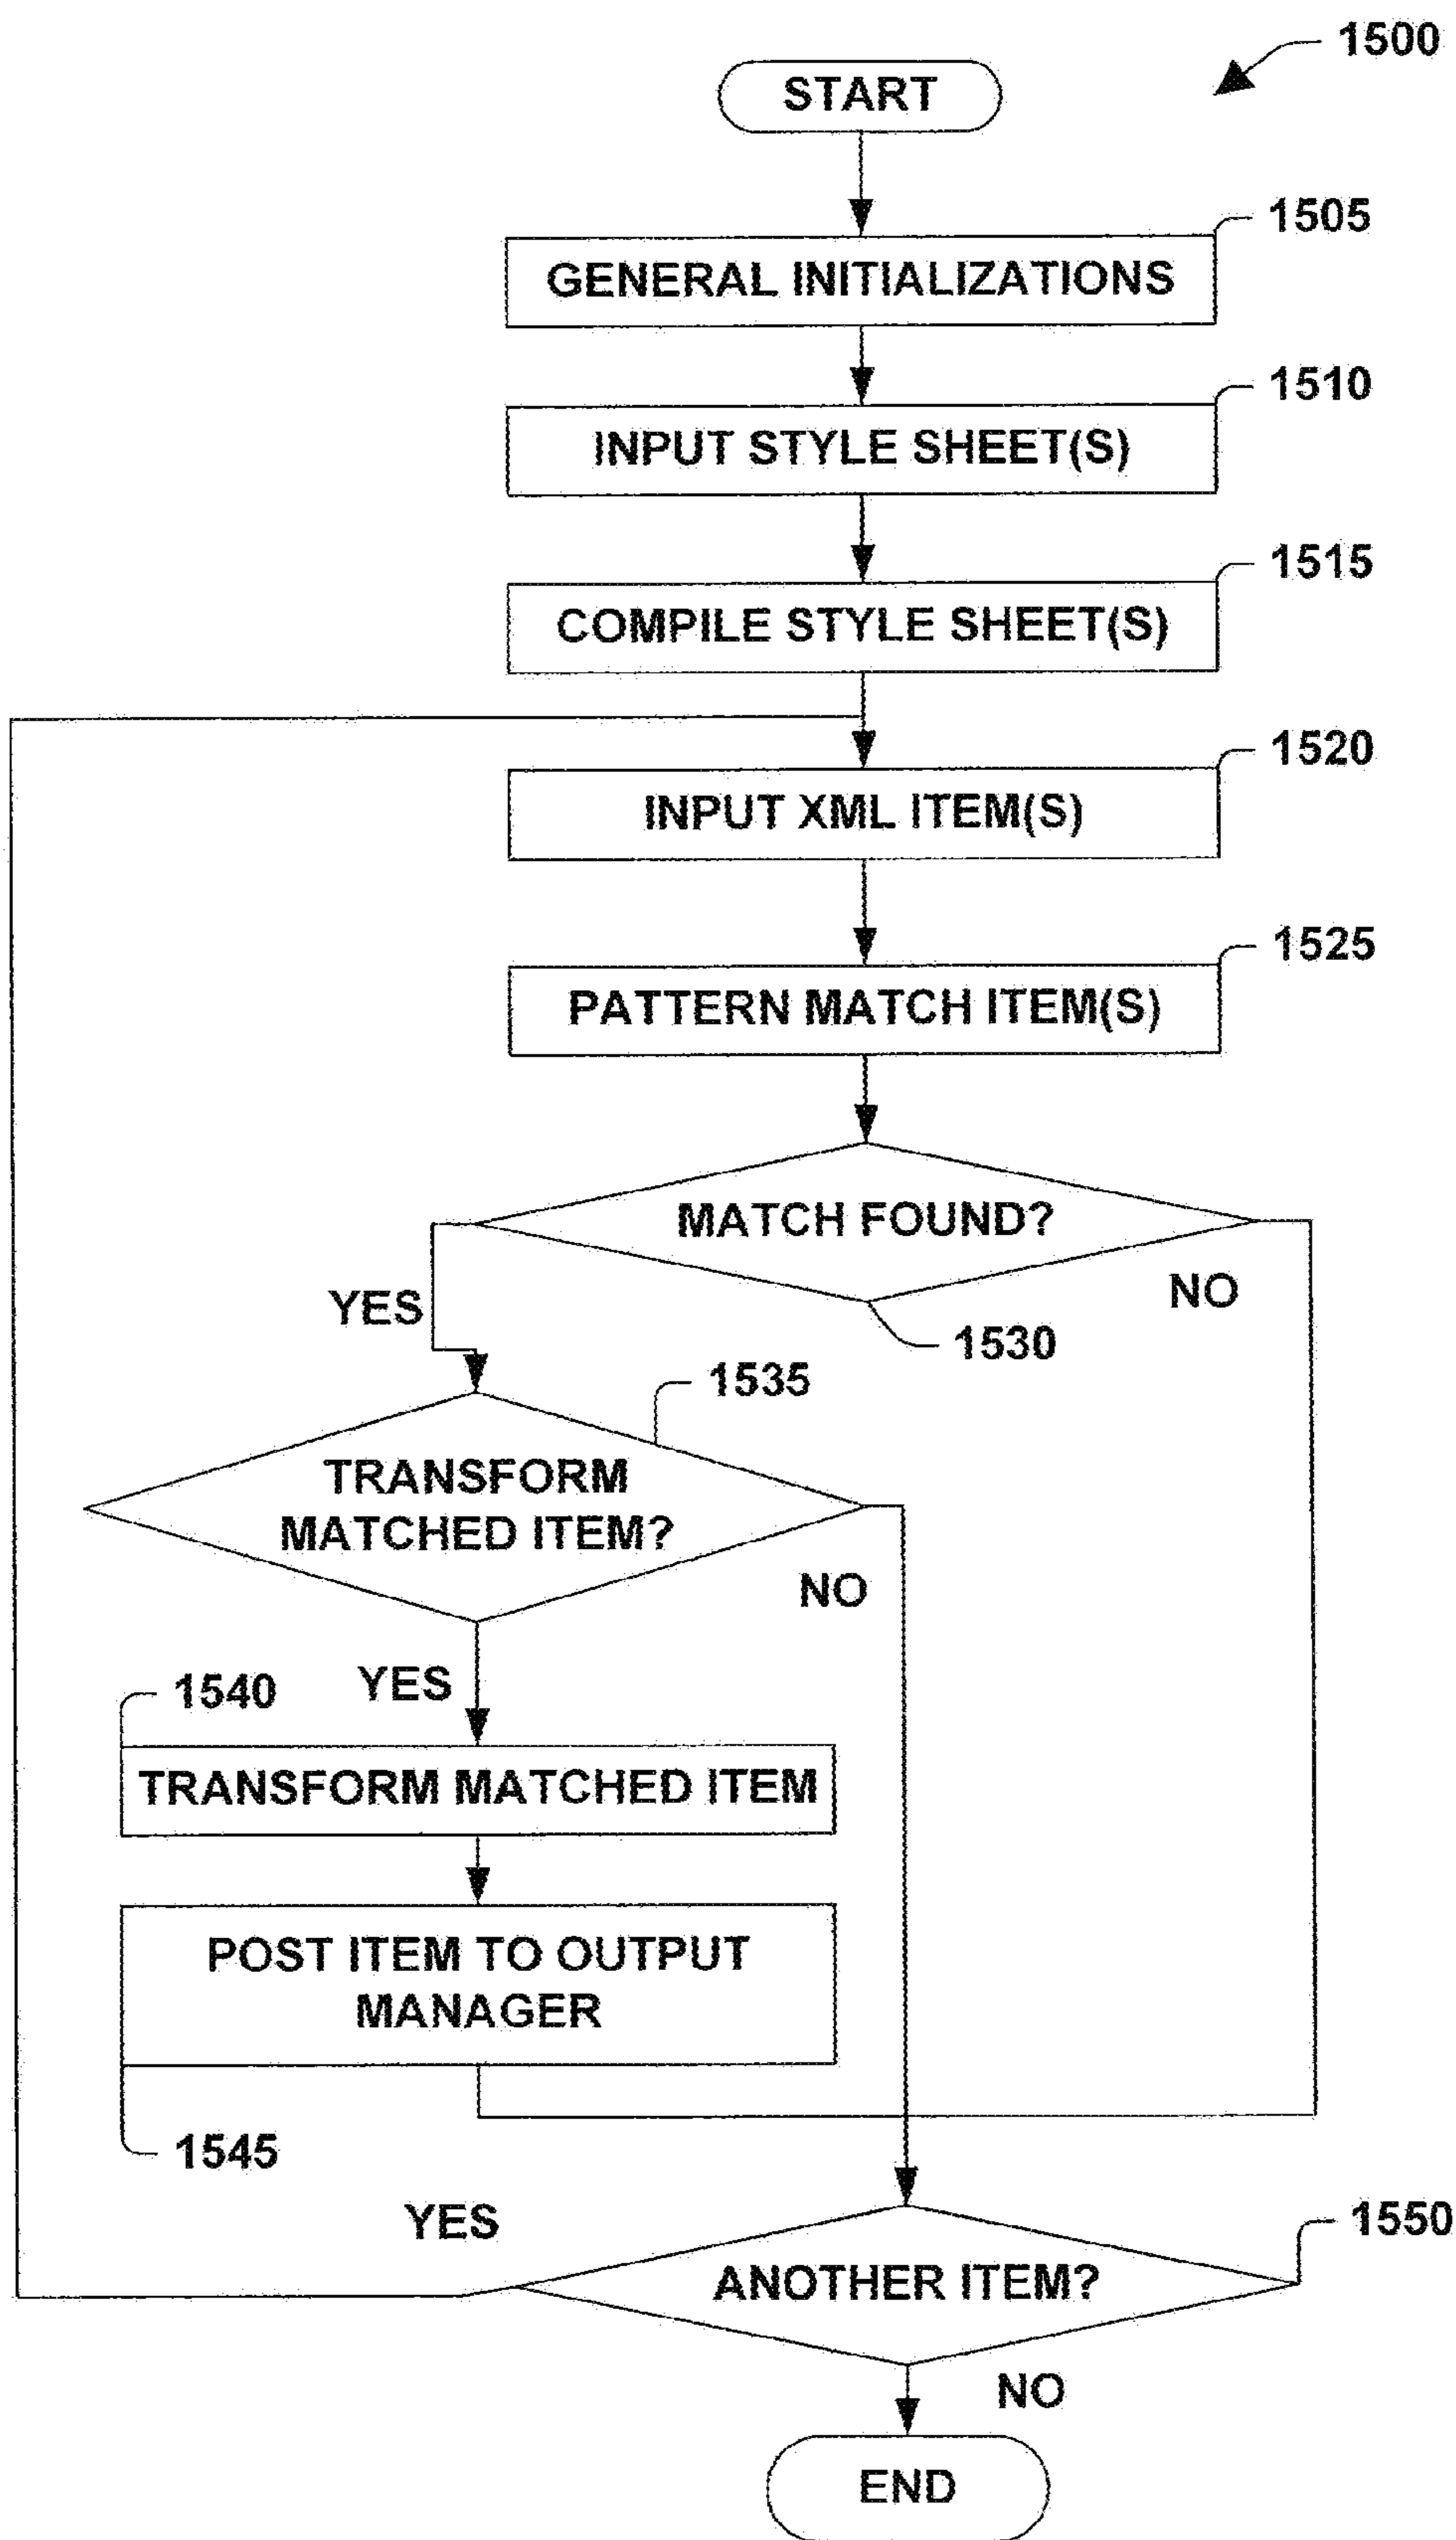 1500
START
1505
GENERAL INITIALIZATIONS
1510
INPUT STYLE SHEET(S)
1515
COMPILE STYLE SHEET(S)
1520
INPUT XML ITEM(S)
1525
PATTERN MATCH ITEM(S)
MATCH FOUND?
YES
NO
1530
1535
TRANSFORM
MATCHED ITEM?
NO
YES
1540
TRANSFORM MATCHED ITEM
POST ITEM TO OUTPUT
MANAGER
1545
YES
1550
ANOTHER ITEM?
NO
END